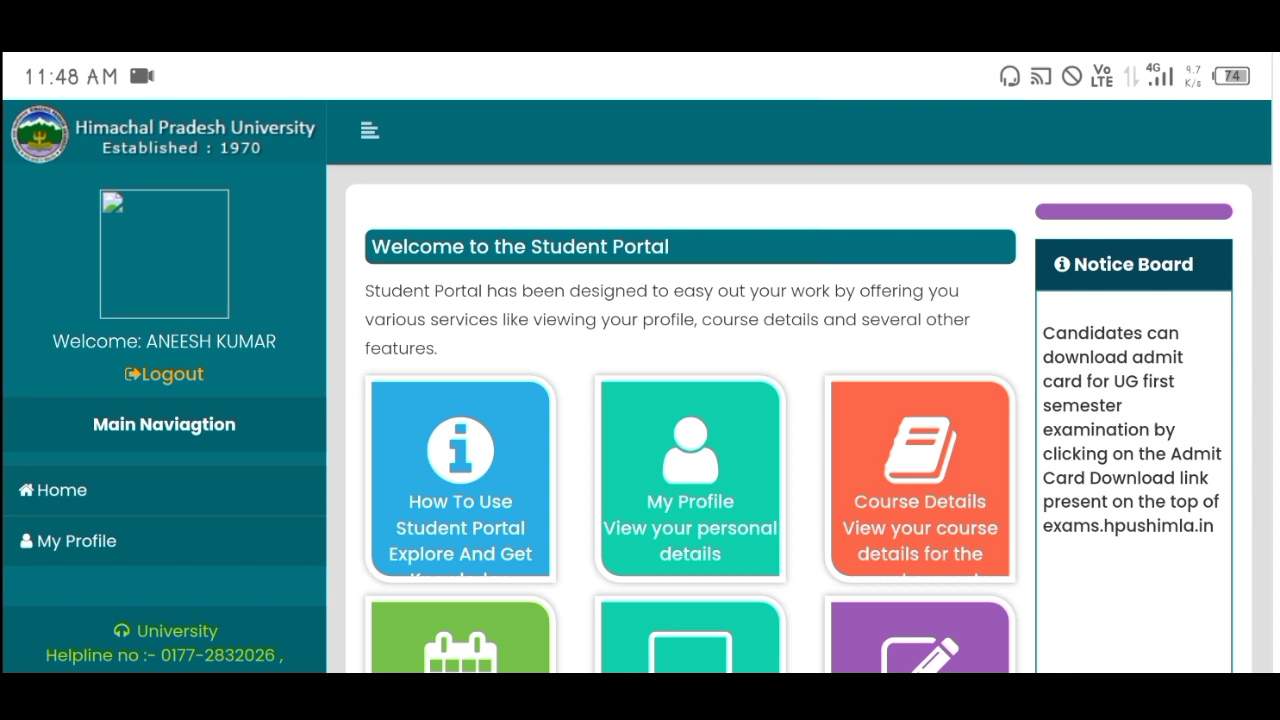 11:48 AM
Vo
LTE
4G
9.7
K/s
74
Himachal Pradesh University
Established : 1970
Welcome: ANEESH KUMAR
Logout
Main Naviagtion
Home
My Profile
University
Helpline no :- 0177-2832026 ,
Welcome to the Student Portal
Student Portal has been designed to easy out your work by offering you
various services like viewing your profile, course details and several other
features.
How To Use
Student Portal
Explore And Get
My Profile
View your personal
details
Course Details
View your course
details for the
Notice Board
Candidates can
download admit
card for UG first
semester
examination by
clicking on the Admit
Card Download link
present on the top of
exams.hpushimla.in